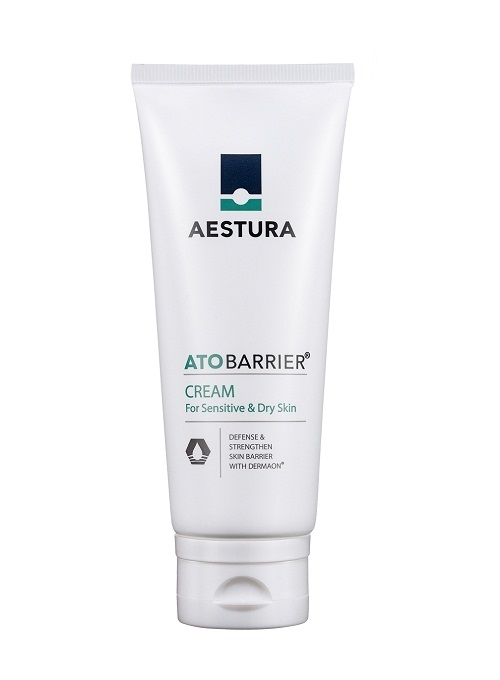 AESTURA
ATOBARRIER®
CREAM
For Sensitive & Dry Skin
DEFENSE &
STRENGTHEN
SKIN BARRIER
WITH DERMAON®